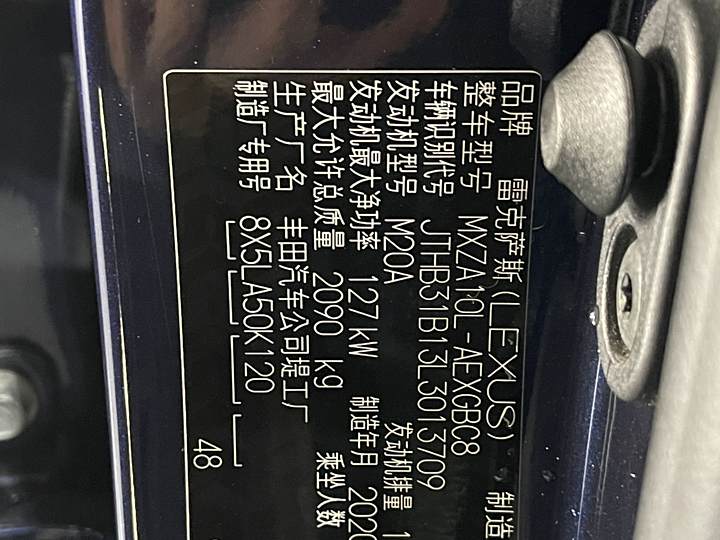 品牌 雷克萨斯(LEXUS) 制造
整车型号 MXZA10L-AEXGBC8
车辆识别代号 JTHB31B13L3013709
发动机型号 M20A 发动机排量 1
发动机最大净功率 127 kW 制造年月 2020
最大允许总质量 2090 kg 乘坐人数
生产厂名 丰田汽车公司堤工厂
制造厂专用号 8X5LA50K120
48